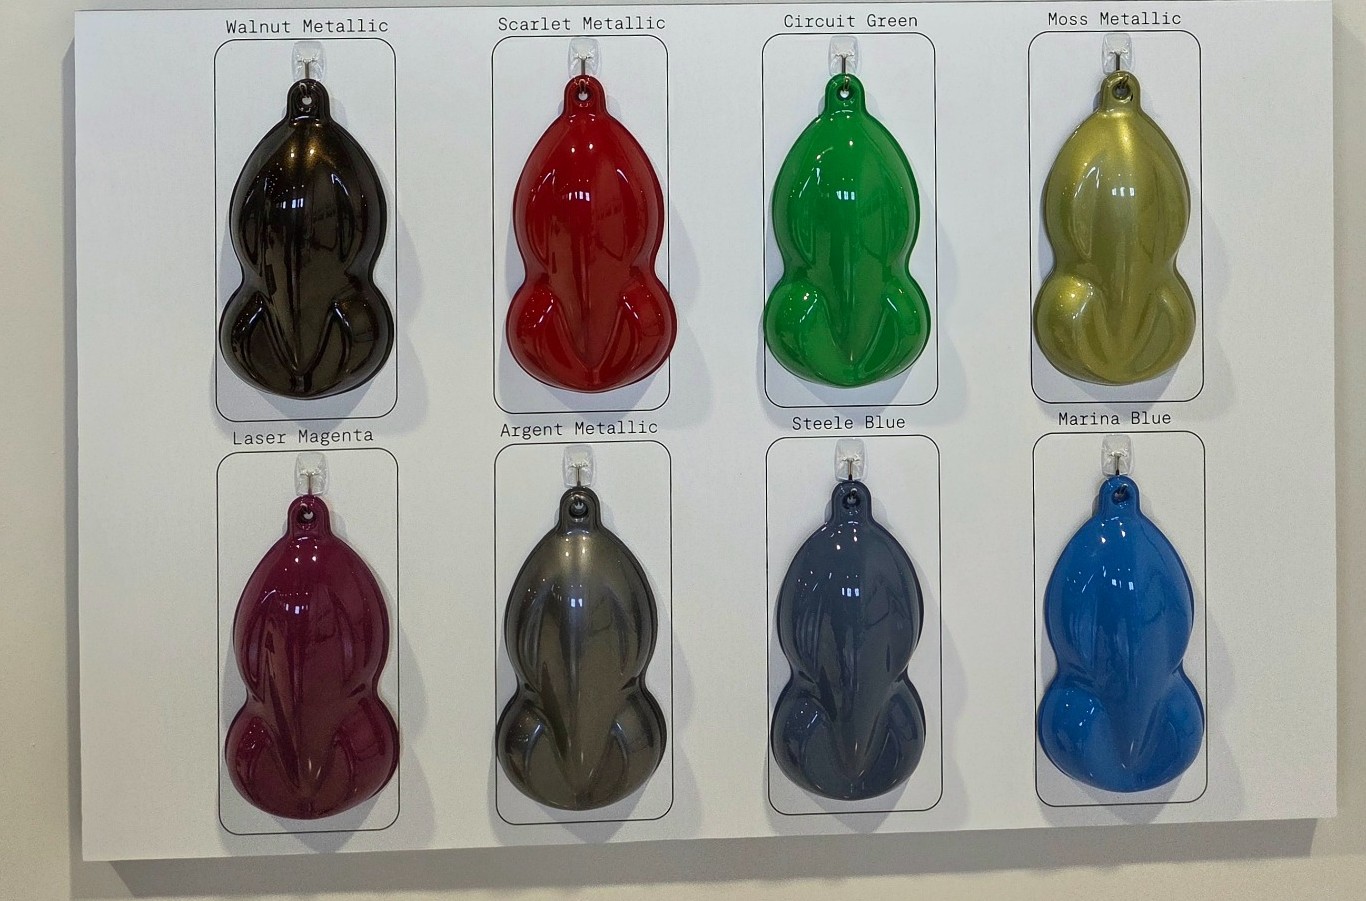 Walnut Metallic
Scarlet Metallic
Circuit Green
Moss Metallic
Laser Magenta
Argent Metallic
Steele Blue
Marina Blue